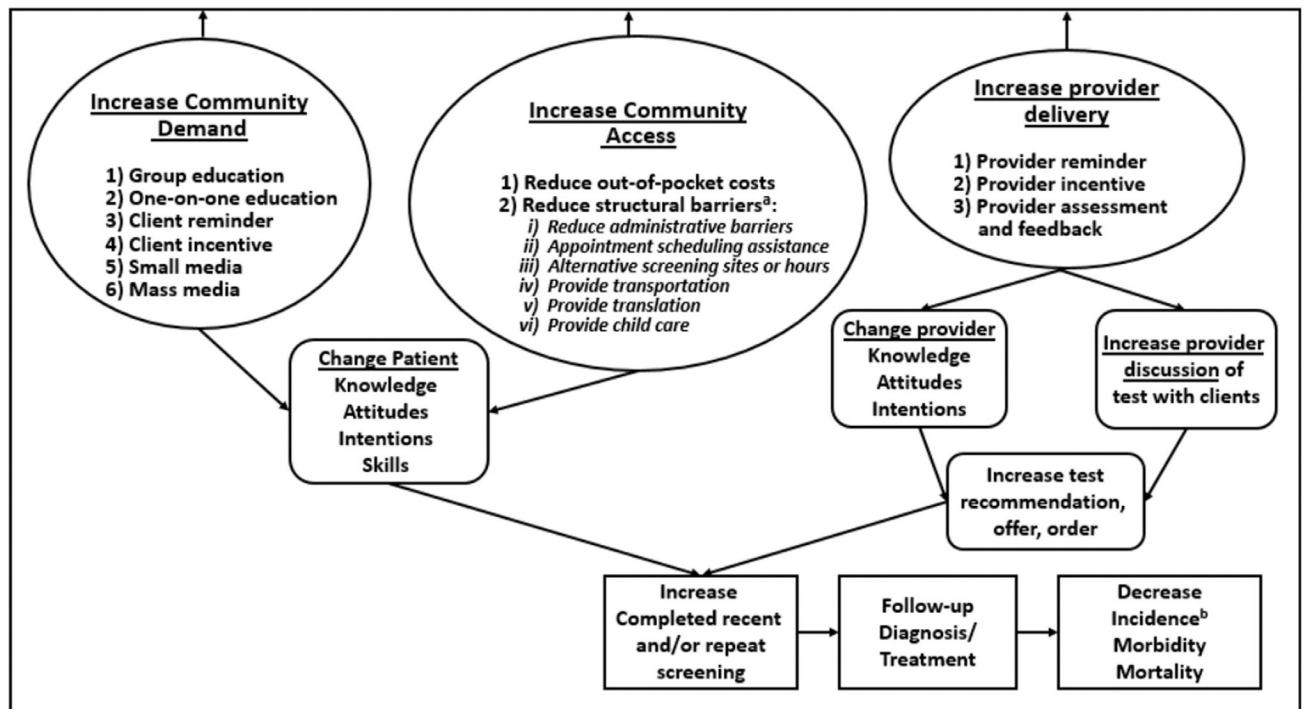 Increase Community
Demand
1) Group education
2) One-on-one education
3) Client reminder
4) Client incentive
5) Small media
6) Mass media
Increase Community
Access
1) Reduce out-of-pocket costs
2) Reduce structural barriersᵃ:
i) Reduce administrative barriers
ii) Appointment scheduling assistance
iii) Alternative screening sites or hours
iv) Provide transportation
v) Provide translation
vi) Provide child care
Increase provider
delivery
1) Provider reminder
2) Provider incentive
3) Provider assessment
and feedback
Change Patient
Knowledge
Attitudes
Intentions
Skills
Change provider
Knowledge
Attitudes
Intentions
Increase provider
discussion of
test with clients
Increase test
recommendation,
offer, order
Increase
Completed recent
and/or repeat
screening
Follow-up
Diagnosis/
Treatment
Decrease
Incidenceᵇ
Morbidity
Mortality